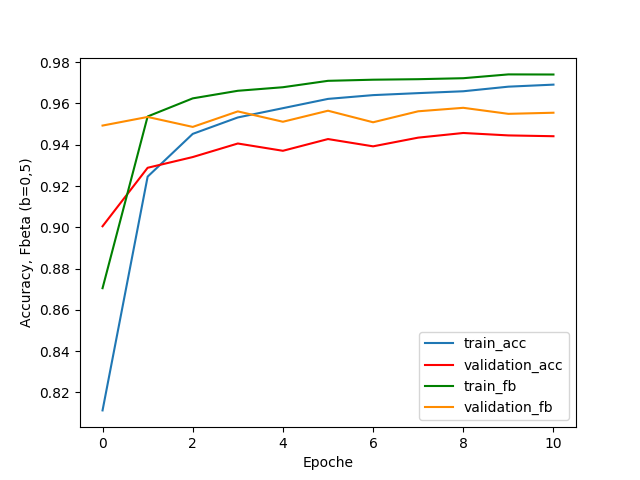 0.98
0.96
0.94
0.92
0.90
0.88
0.86
0.84
0.82
Accuracy, Fbeta (b=0,5)
0 2 4 6 8 10
Epoche
train_acc
validation_acc
train_fb
validation_fb